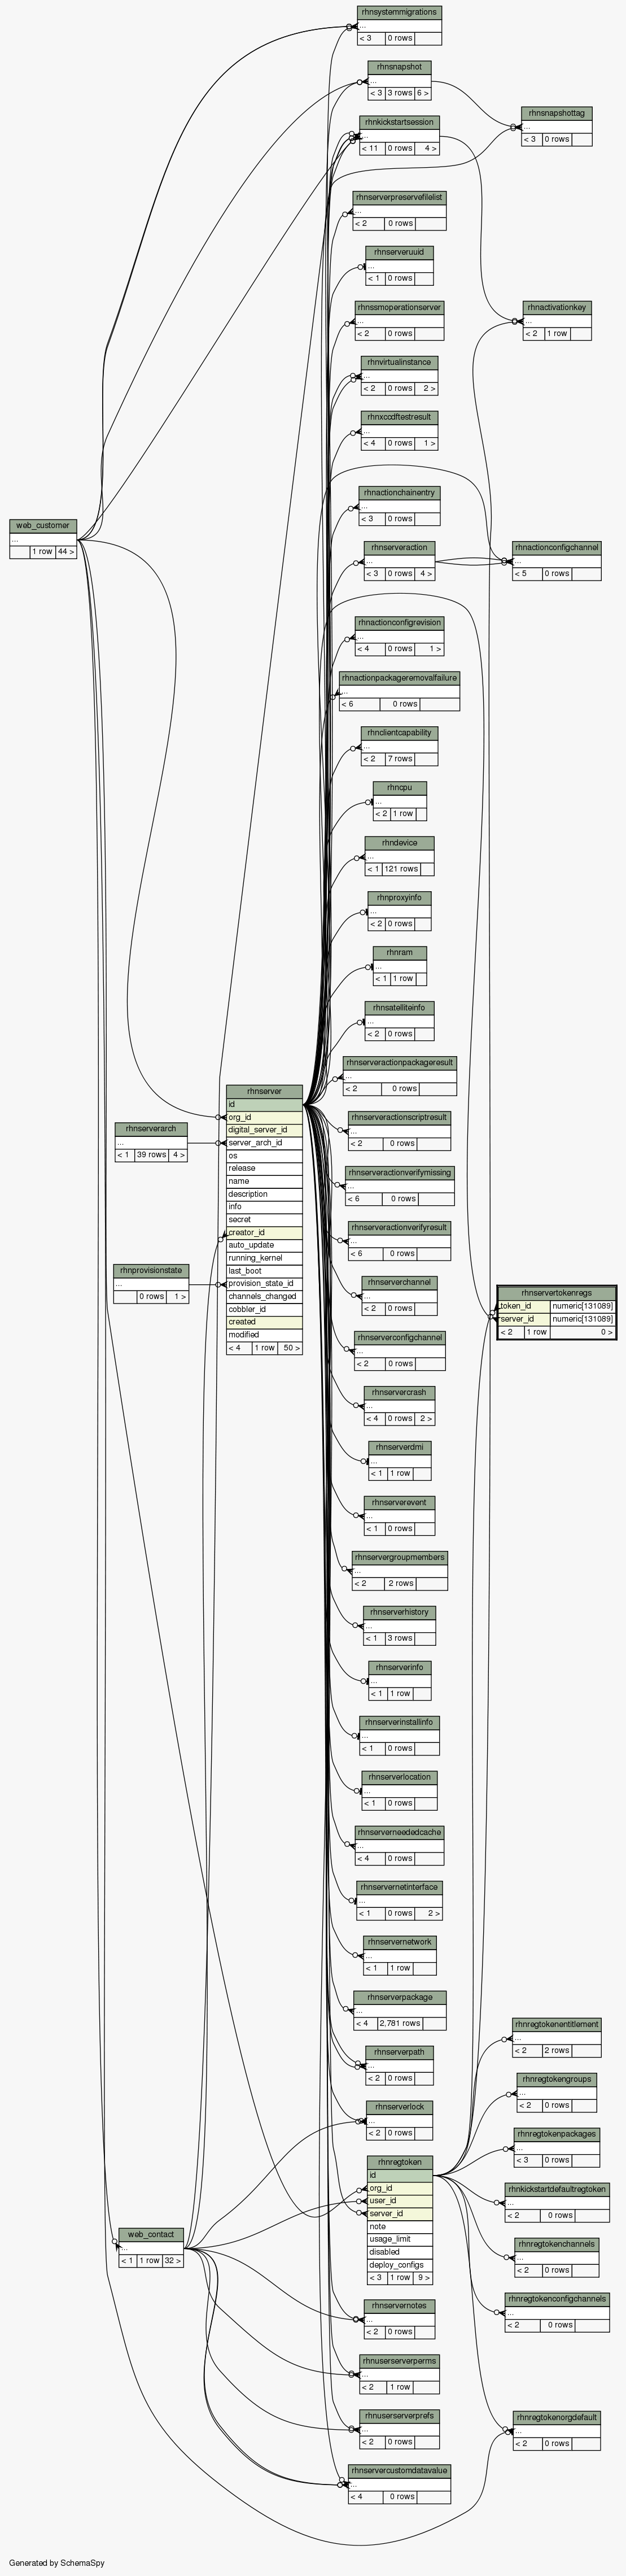 rhnsystemmigrations
...
< 3 0 rows
rhnsnapshot
...
< 3 3 rows 6 >
rhnsnapshottag
...
< 3 0 rows
rhnkickstartsession
...
< 11 0 rows 4 >
rhnserverpreservefilelist
...
< 2 0 rows
rhnserveruuid
...
< 1 0 rows
rhnssmoperationserver
...
< 2 0 rows
rhnactivationkey
...
< 2 1 row
rhnvirtualinstance
...
< 2 0 rows 2 >
rhnxccdftestresult
...
< 4 0 rows 1 >
rhnactionchainentry
...
< 3 0 rows
web_customer
...
1 row 44 >
rhnserveraction
...
< 3 0 rows 4 >
rhnactionconfigchannel
...
< 5 0 rows
rhnactionconfigrevision
...
< 4 0 rows 1 >
rhnactionpackageremovalfailure
...
< 6 0 rows
rhnclientcapability
...
< 2 7 rows
rhncpu
...
< 2 1 row
rhndevice
...
< 1 121 rows
rhnproxyinfo
...
< 2 0 rows
rhnram
...
< 1 1 row
rhnsatelliteinfo
...
< 2 0 rows
rhnserveractionpackageresult
...
< 2 0 rows
rhnserver
id
org_id
digital_server_id
server_arch_id
os
release
name
description
info
secret
creator_id
auto_update
running_kernel
last_boot
provision_state_id
channels_changed
cobbler_id
created
modified
< 4 1 row 50 >
rhnserverarch
...
< 1 39 rows 4 >
rhnprovisionstate
...
0 rows 1 >
rhnserveractionscriptresult
...
< 2 0 rows
rhnserveractionverifymissing
...
< 6 0 rows
rhnserveractionverifyresult
...
< 6 0 rows
rhnserverchannel
...
< 2 0 rows
rhnservertokenregs
token_id numeric[131089]
server_id numeric[131089]
< 2 1 row 0 >
rhnserverconfigchannel
...
< 2 0 rows
rhnservercrash
...
< 4 0 rows 2 >
rhnserverdmi
...
< 1 1 row
rhnserverevent
...
< 1 0 rows
rhnservergroupmembers
...
< 2 2 rows
rhnserverhistory
...
< 1 3 rows
rhnserverinfo
...
< 1 1 row
rhnserverinstallinfo
...
< 1 0 rows
rhnserverlocation
...
< 1 0 rows
rhnserverneededcache
...
< 4 0 rows
rhnservernetinterface
...
< 1 0 rows 2 >
rhnservernetwork
...
< 1 1 row
rhnserverpackage
...
< 4 2,781 rows
rhnserverpath
...
< 2 0 rows
rhnregtokenentitlement
...
< 2 2 rows
rhnregtokengroups
...
< 2 0 rows
rhnserverlock
...
< 2 0 rows
rhnregtokenpackages
...
< 3 0 rows
rhnregtoken
id
org_id
user_id
server_id
note
usage_limit
disabled
deploy_configs
< 3 1 row 9 >
rhnkickstartdefaultregtoken
...
< 2 0 rows
web_contact
...
< 1 1 row 32 >
rhnregtokenchannels
...
< 2 0 rows
rhnregtokenconfigchannels
...
< 2 0 rows
rhnservernotes
...
< 2 0 rows
rhnuserserverperms
...
< 2 1 row
rhnuserserverprefs
...
< 2 0 rows
rhnregtokenorgdefault
...
< 2 0 rows
rhnservercustomdatavalue
...
< 4 0 rows
Generated by SchemaSpy